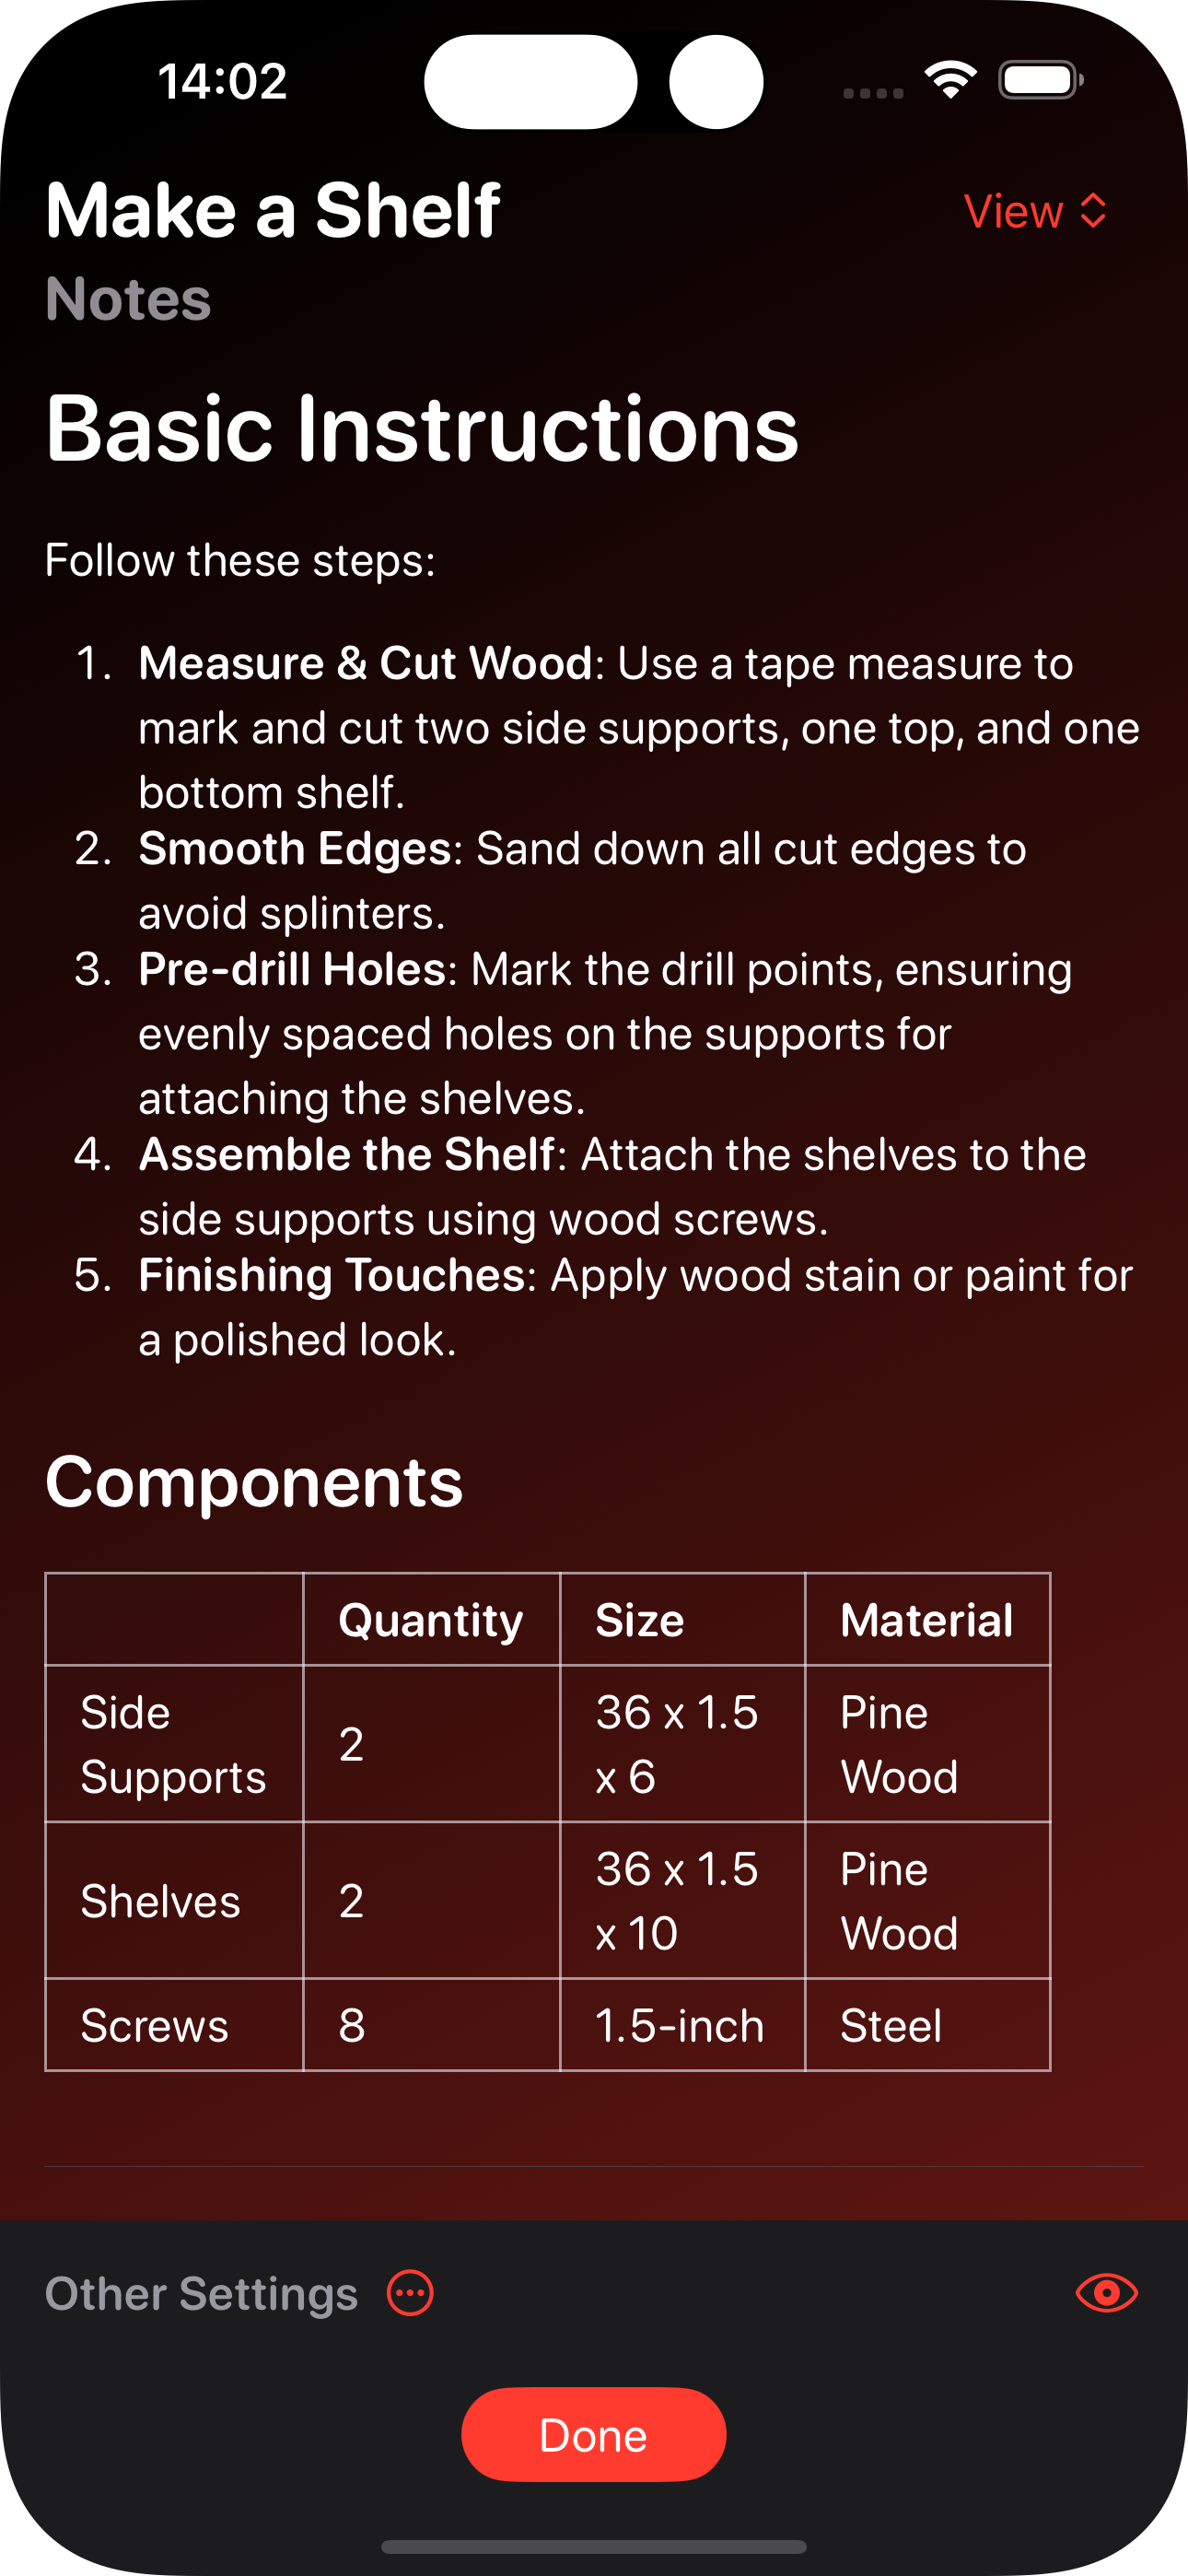 14:02
Make a Shelf
View
Notes
Basic Instructions
Follow these steps:
1. Measure & Cut Wood: Use a tape measure to
mark and cut two side supports, one top, and one
bottom shelf.
2. Smooth Edges: Sand down all cut edges to
avoid splinters.
3. Pre-drill Holes: Mark the drill points, ensuring
evenly spaced holes on the supports for
attaching the shelves.
4. Assemble the Shelf: Attach the shelves to the
side supports using wood screws.
5. Finishing Touches: Apply wood stain or paint for
a polished look.
Components
Quantity Size Material
Side Supports 2 36 x 1.5 x 6 Pine Wood
Shelves 2 36 x 1.5 x 10 Pine Wood
Screws 8 1.5-inch Steel
Other Settings
Done